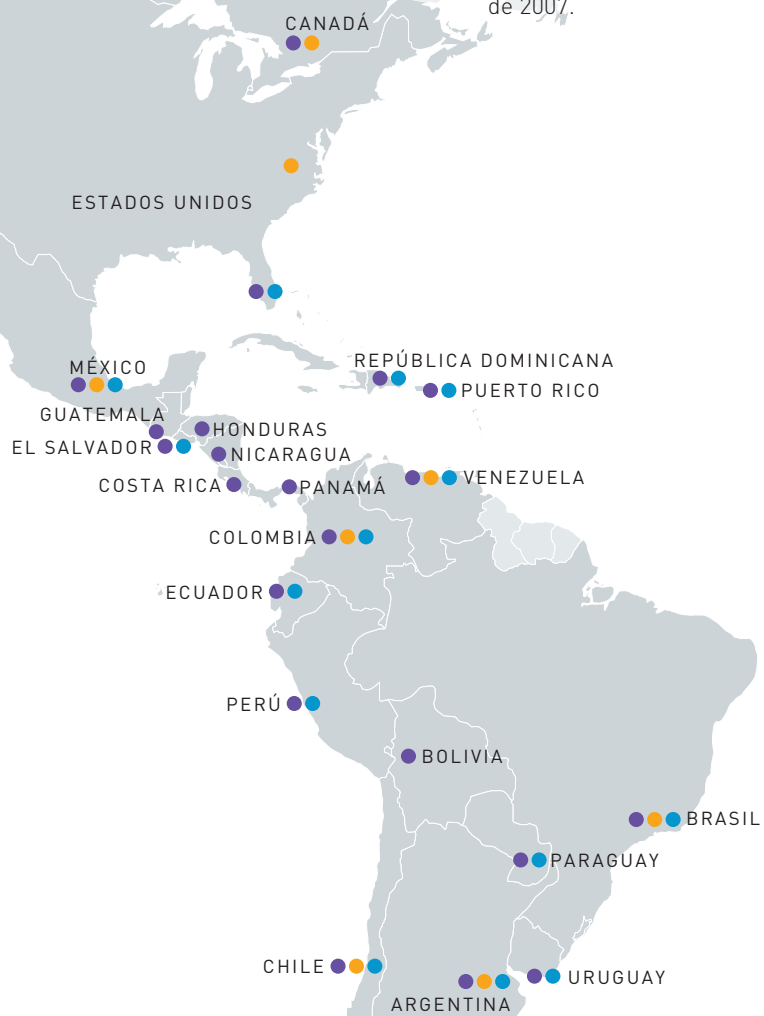 de 2007.
CANADÁ
ESTADOS UNIDOS
REPÚBLICA DOMINICANA
MÉXICO
PUERTO RICO
GUATEMALA
HONDURAS
EL SALVADOR
NICARAGUA
VENEZUELA
COSTA RICA
PANAMÁ
COLOMBIA
ECUADOR
PERÚ
BOLIVIA
BRASIL
PARAGUAY
CHILE
URUGUAY
ARGENTINA